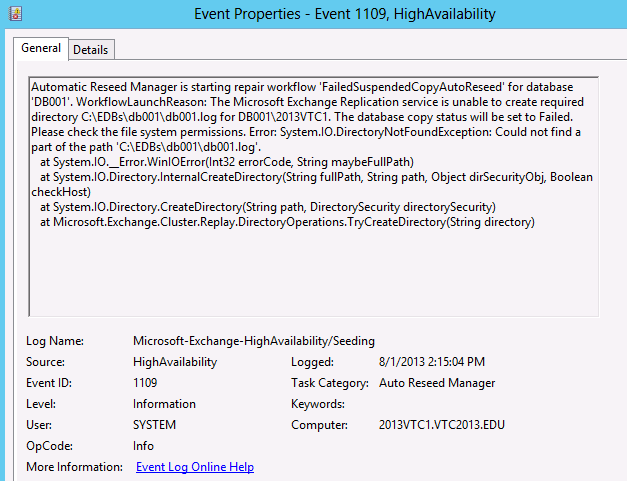 Event Properties - Event 1109, HighAvailability
General
Details
Automatic Reseed Manager is starting repair workflow 'FailedSuspendedCopyAutoReseed' for database
'DB001'. WorkflowLaunchReason: The Microsoft Exchange Replication service is unable to create required
directory C:\EDBs\db001\db001.log for DB001\2013VTC1. The database copy status will be set to Failed.
Please check the file system permissions. Error: System.IO.DirectoryNotFoundException: Could not find a
part of the path 'C:\EDBs\db001\db001.log'.
at System.IO.__Error.WinIOError(Int32 errorCode, String maybeFullPath)
at System.IO.Directory.InternalCreateDirectory(String fullPath, String path, Object dirSecurityObj, Boolean
checkHost)
at System.IO.Directory.CreateDirectory(String path, DirectorySecurity directorySecurity)
at Microsoft.Exchange.Cluster.Replay.DirectoryOperations.TryCreateDirectory(String directory)
Log Name: Microsoft-Exchange-HighAvailability/Seeding
Source: HighAvailability Logged: 8/1/2013 2:15:04 PM
Event ID: 1109 Task Category: Auto Reseed Manager
Level: Information Keywords:
User: SYSTEM Computer: 2013VTC1.VTC2013.EDU
OpCode: Info
More Information: Event Log Online Help